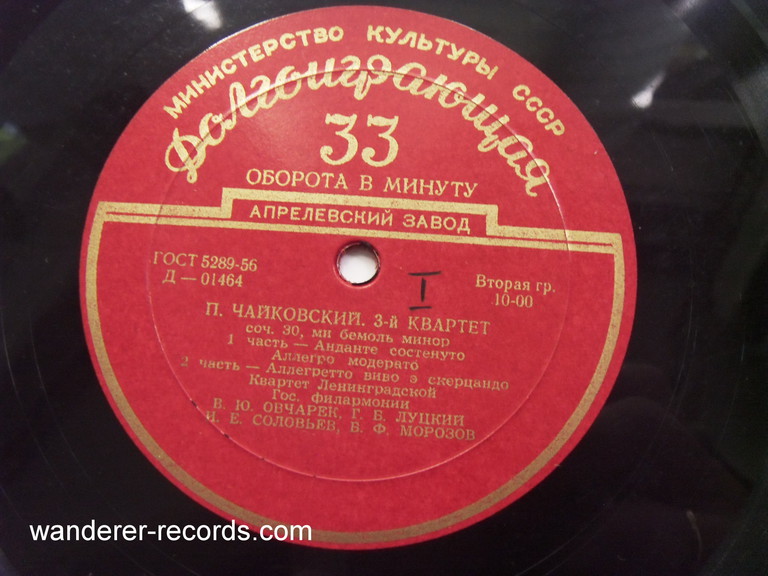 МИНИСТЕРСТВО КУЛЬТУРЫ СССР
Долгоиграющая
33
ОБОРОТА В МИНУТУ
АПРЕЛЕВСКИЙ ЗАВОД
ГОСТ 5289-56
Д — 01464
I
Вторая гр.
10-00
П. ЧАЙКОВСКИЙ. 3-й КВАРТЕТ
соч. 30, ми бемоль минор
1 часть — Анданте состенуто
Аллегро модерато
2 часть — Аллегретто виво э скерцандо
Квартет Ленинградской
Гос. филармонии
В. Ю. ОВЧАРЕК, Г. Б. ЛУЦКИЙ
И. Е. СОЛОВЬЕВ, Б. Ф. МОРОЗОВ
wanderer-records.com